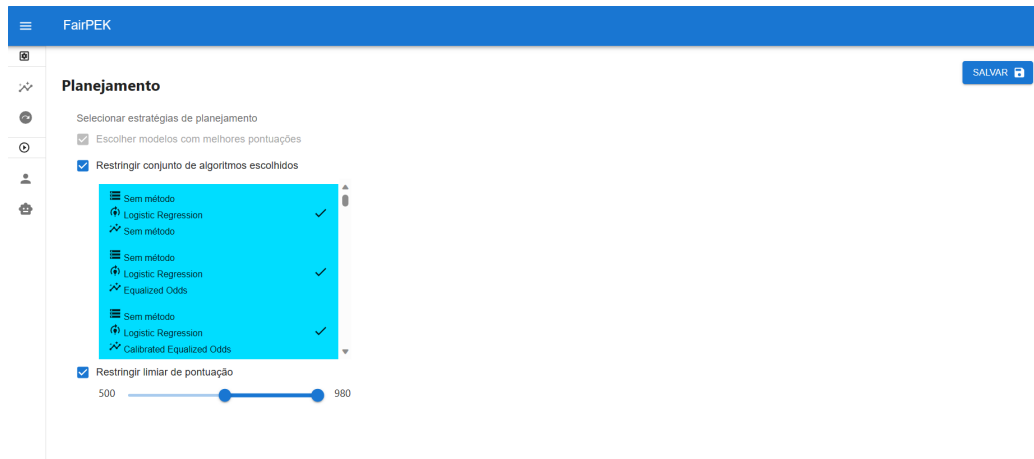 FairPEK
SALVAR
Planejamento
Selecionar estratégias de planejamento
Escolher modelos com melhores pontuações
Restringir conjunto de algoritmos escolhidos
Sem método
Logistic Regression
Sem método
Sem método
Logistic Regression
Equalized Odds
Sem método
Logistic Regression
Calibrated Equalized Odds
Restringir limiar de pontuação
500 980